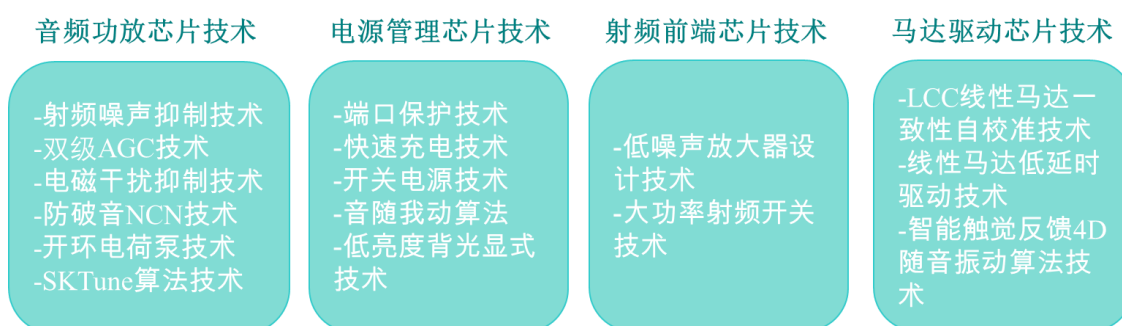 音频功放芯片技术
-射频噪声抑制技术
-双级AGC技术
-电磁干扰抑制技术
-防破音NCN技术
-开环电荷泵技术
-SKTune算法技术
电源管理芯片技术
-端口保护技术
-快速充电技术
-开关电源技术
-音随我动算法
-低亮度背光显式
技术
射频前端芯片技术
-低噪声放大器设
计技术
-大功率射频开关
技术
马达驱动芯片技术
-LCC线性马达一
致性自校准技术
-线性马达低延时
驱动技术
-智能触觉反馈4D
随音振动算法技
术